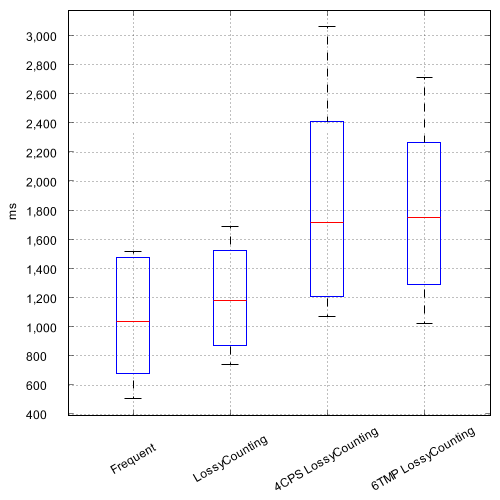 3,000
2,800
2,600
2,400
2,200
2,000
1,800
1,600
1,400
1,200
1,000
800
600
400
ms
Frequent
LossyCounting
4CPS LossyCounting
6TMP LossyCounting